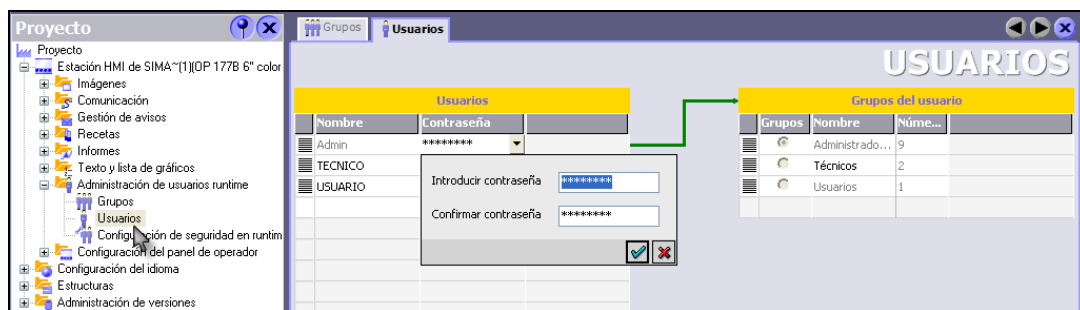 Proyecto
Proyecto
Estación HMI de SIMA~(1)(OP 177B 6" color
Imágenes
Comunicación
Gestión de avisos
Recetas
Informes
Texto y lista de gráficos
Administración de usuarios runtime
Grupos
Usuarios
Configuración de seguridad en runtim
Configuración del panel de operador
Configuración del idioma
Estructuras
Administración de versiones
Grupos Usuarios
USUARIOS
Usuarios
Nombre Contraseña
Admin ********
TECNICO
USUARIO
Introducir contraseña ********
Confirmar contraseña ********
Grupos del usuario
Grupos Nombre Núme...
Administrado... 9
Técnicos 2
Usuarios 1